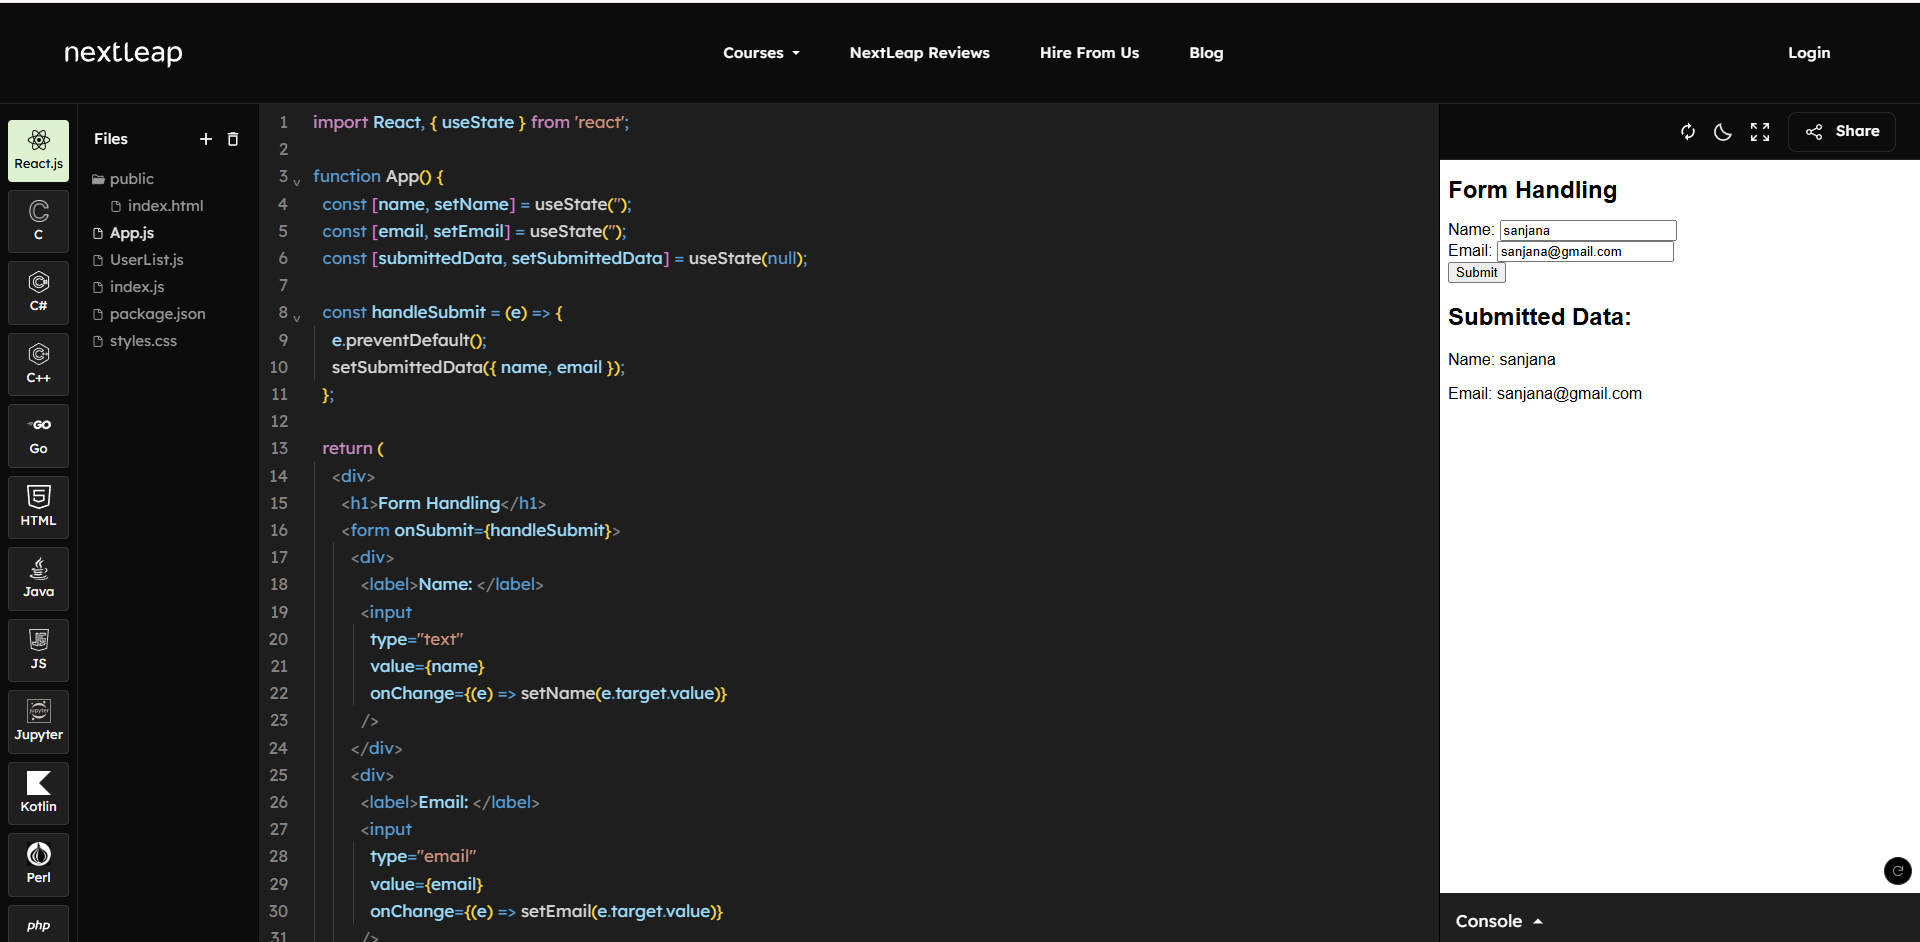 nextleap
Courses
NextLeap Reviews
Hire From Us
Blog
Login
React.js
C
C
C#
C++
GO
Go
5
HTML
Java
JS
JS
jupyter
Jupyter
Kotlin
Perl
php
Files
public
index.html
App.js
UserList.js
index.js
package.json
styles.css
1 import React, { useState } from 'react';
2
3 function App() {
4 const [name, setName] = useState('');
5 const [email, setEmail] = useState('');
6 const [submittedData, setSubmittedData] = useState(null);
7
8 const handleSubmit = (e) => {
9 e.preventDefault();
10 setSubmittedData({ name, email });
11 };
12
13 return (
14 <div>
15 <h1>Form Handling</h1>
16 <form onSubmit={handleSubmit}>
17 <div>
18 <label>Name: </label>
19 <input
20 type="text"
21 value={name}
22 onChange={(e) => setName(e.target.value)}
23 />
24 </div>
25 <div>
26 <label>Email: </label>
27 <input
28 type="email"
29 value={email}
30 onChange={(e) => setEmail(e.target.value)}
31 />
Share
Form Handling
Name: sanjana
Email: sanjana@gmail.com
Submit
Submitted Data:
Name: sanjana
Email: sanjana@gmail.com
Console